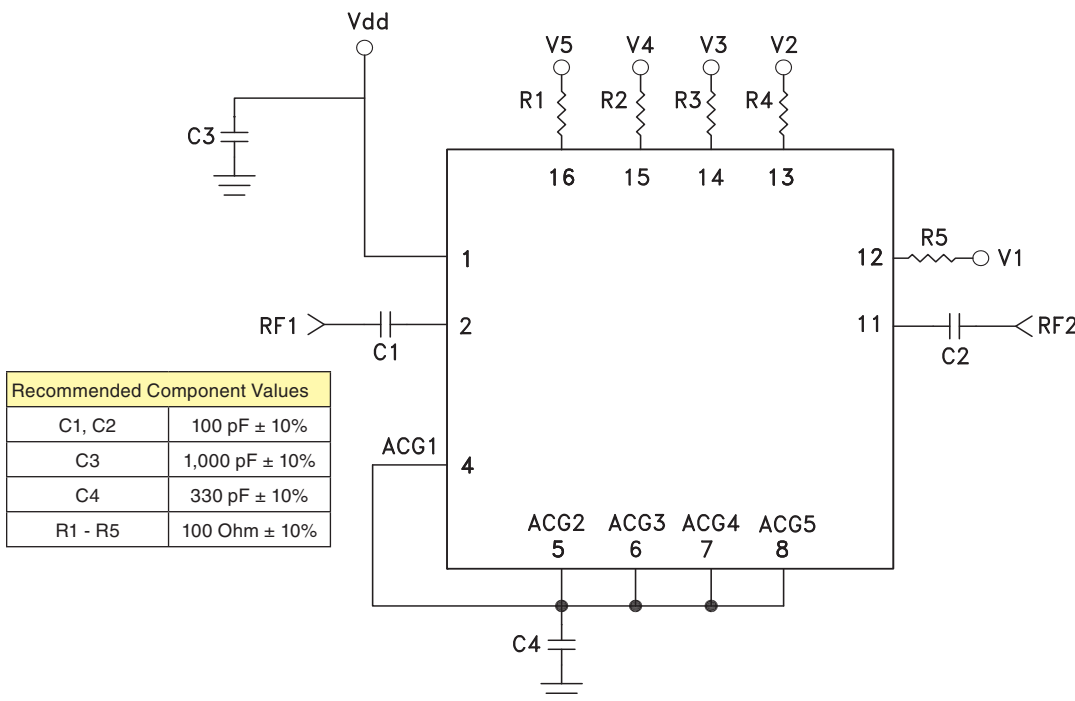 Vdd
V5 V4 V3 V2
R1 R2 R3 R4
C3
16 15 14 13
1
12 R5 V1
RF1 C1 2
11 C2 RF2
Recommended Component Values
C1, C2 100 pF ± 10%
C3 1,000 pF ± 10%
C4 330 pF ± 10%
R1 - R5 100 Ohm ± 10%
ACG1 4
ACG2 ACG3 ACG4 ACG5
5 6 7 8
C4